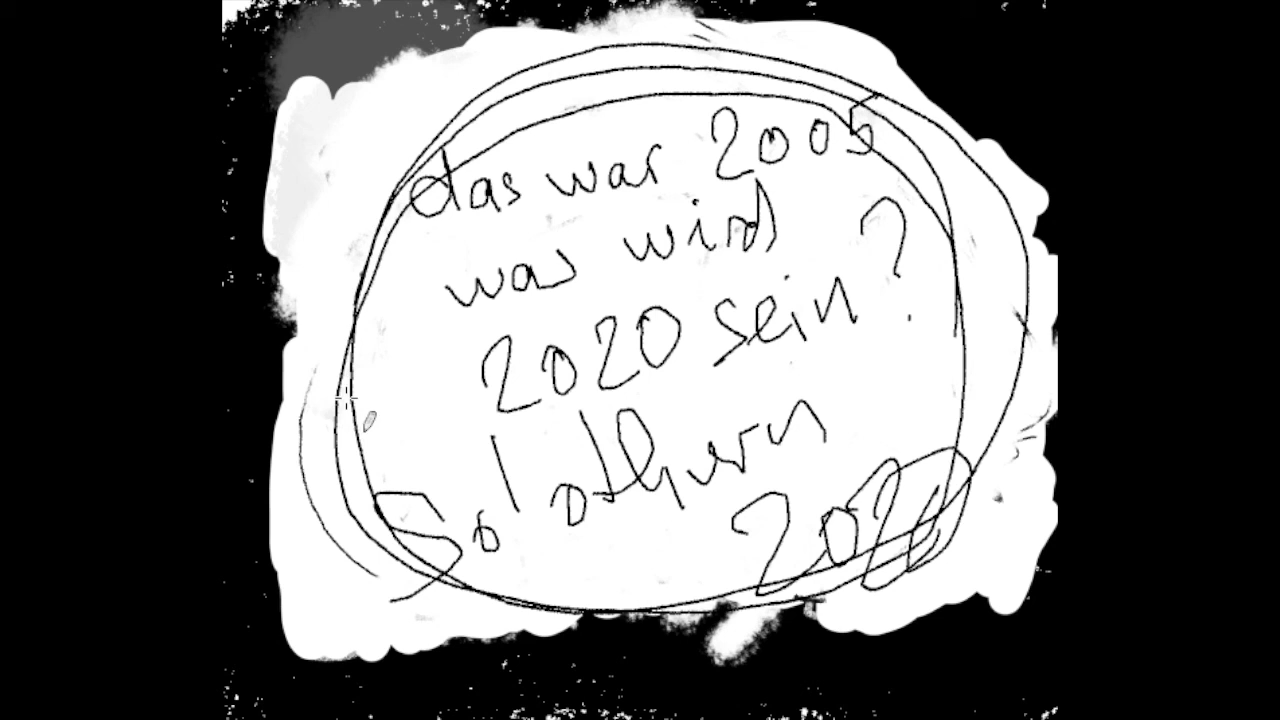 das war 2005
was wird
2020 sein?
Solothurn
2020